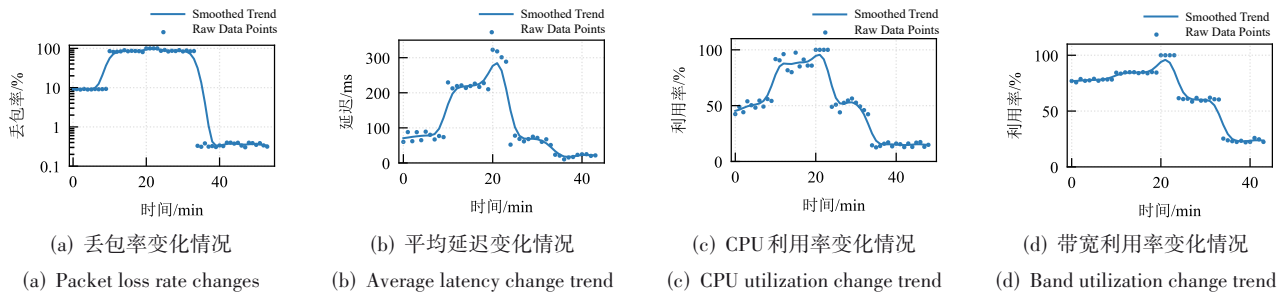 Smoothed Trend
Raw Data Points
100
10
1
0.1
丢包率/%
0 20 40
时间/min
(a) 丢包率变化情况
(a) Packet loss rate changes
Smoothed Trend
Raw Data Points
300
200
100
0
延迟/ms
0 20 40
时间/min
(b) 平均延迟变化情况
(b) Average latency change trend
Smoothed Trend
Raw Data Points
100
50
0
利用率/%
0 20 40
时间/min
(c) CPU利用率变化情况
(c) CPU utilization change trend
Smoothed Trend
Raw Data Points
100
50
0
利用率/%
0 20 40
时间/min
(d) 带宽利用率变化情况
(d) Band utilization change trend